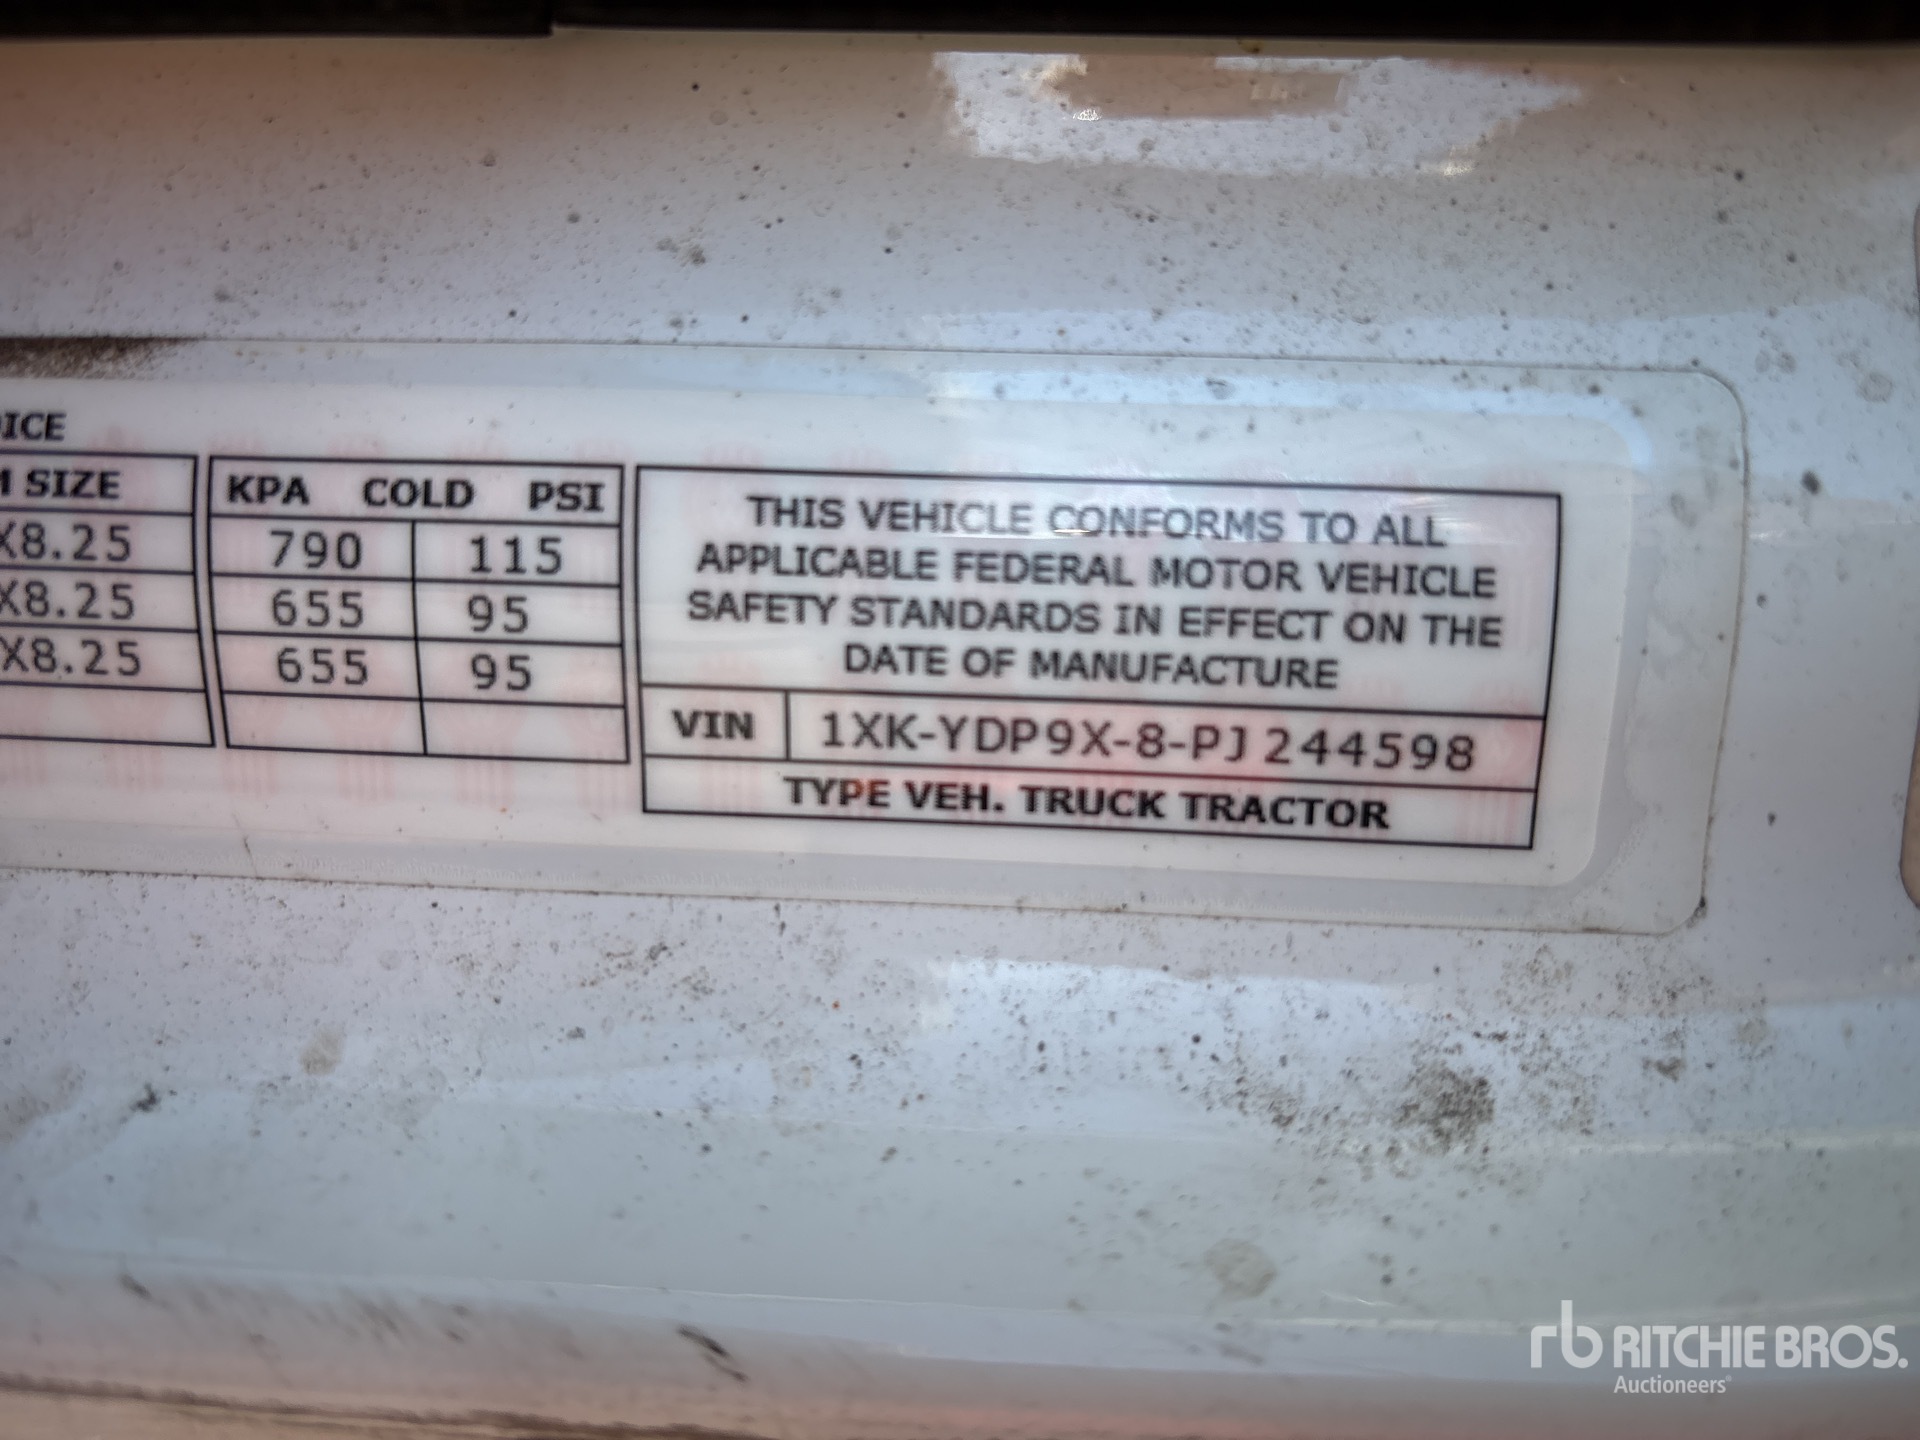 ICE
SIZE
X8.25
X8.25
X8.25
KPA COLD PSI
790 115
655 95
655 95
THIS VEHICLE CONFORMS TO ALL
APPLICABLE FEDERAL MOTOR VEHICLE
SAFETY STANDARDS IN EFFECT ON THE
DATE OF MANUFACTURE
VIN 1XK-YDP9X-8-PJ244598
TYPE VEH. TRUCK TRACTOR
rb RITCHIE BROS.
Auctioneers